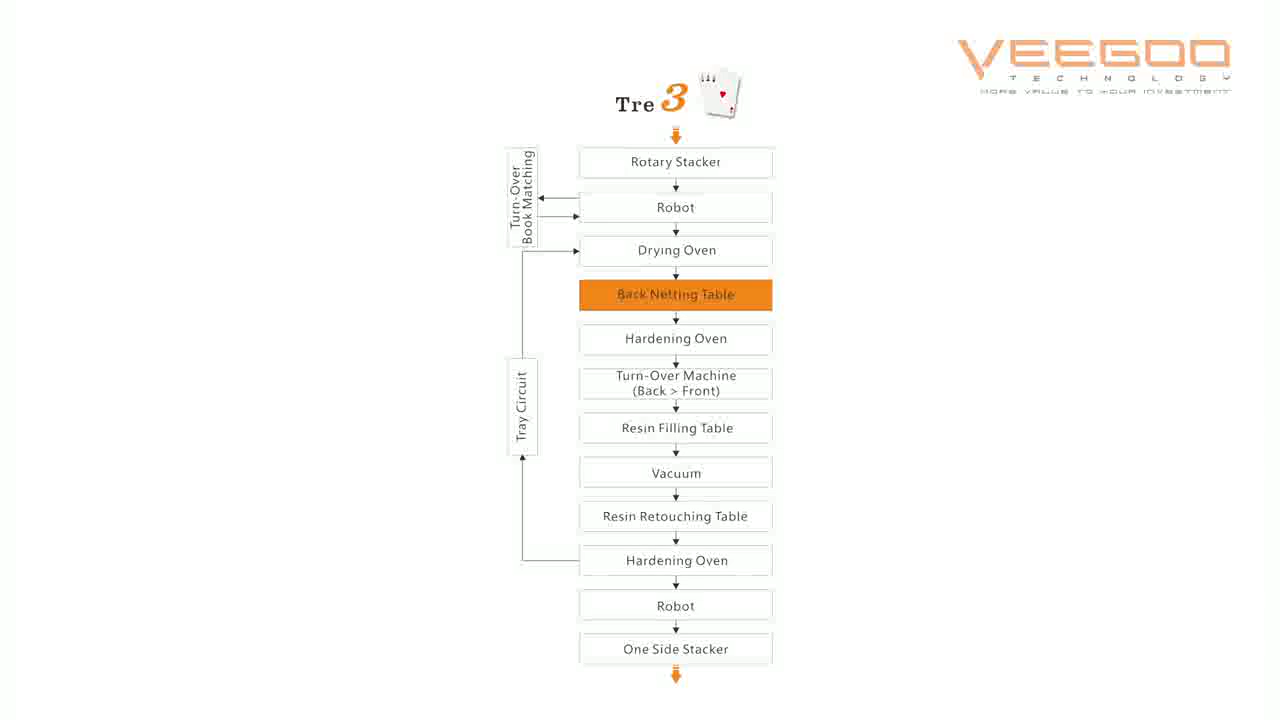 VEEGOO
TECHNOLOGY
MORE VALUE TO YOUR INVESTMENT
Tre 3
Rotary Stacker
Turn-Over
Book Matching
Robot
Drying Oven
Back Netting Table
Hardening Oven
Turn-Over Machine
(Back > Front)
Tray Circuit
Resin Filling Table
Vacuum
Resin Retouching Table
Hardening Oven
Robot
One Side Stacker